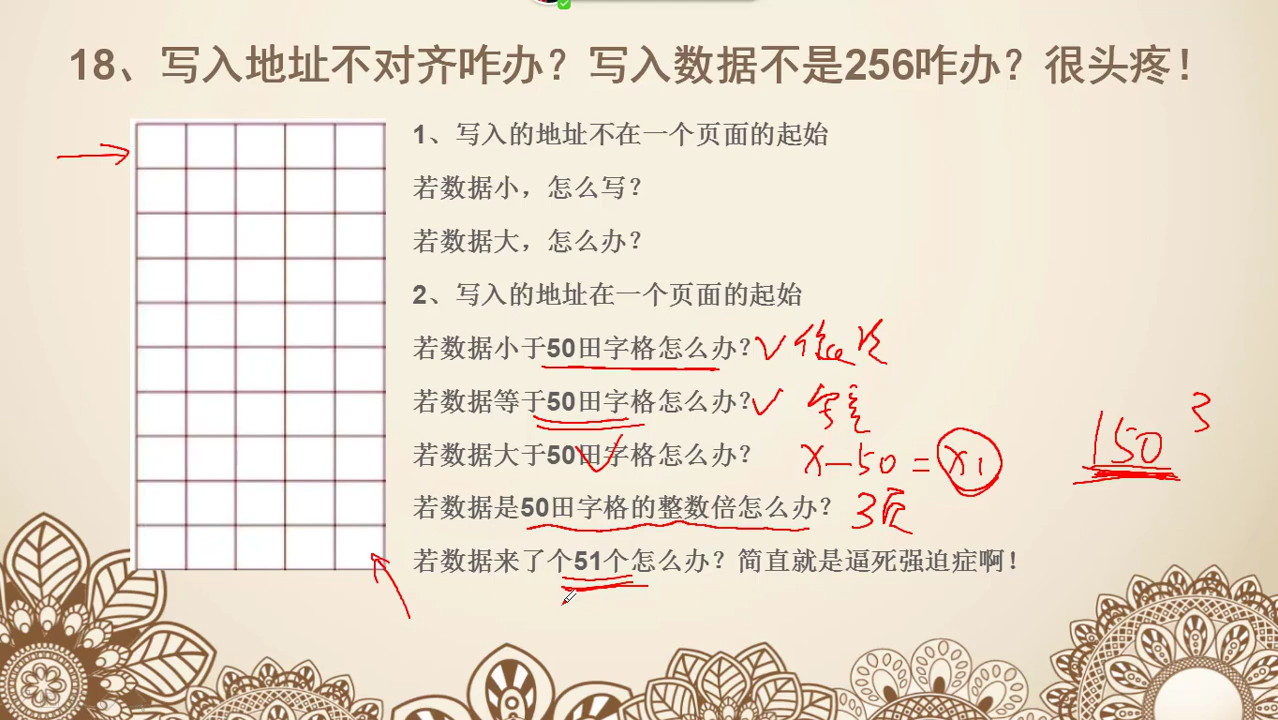 18、写入地址不对齐咋办？写入数据不是256咋办？很头疼！
1、写入的地址不在一个页面的起始
若数据小，怎么写？
若数据大，怎么办？
2、写入的地址在一个页面的起始
若数据小于50田字格怎么办？
若数据等于50田字格怎么办？
若数据大于50田字格怎么办？ x-50=x1
150 3
若数据是50田字格的整数倍怎么办？ 3页
若数据来了个51个怎么办？简直就是逼死强迫症啊！